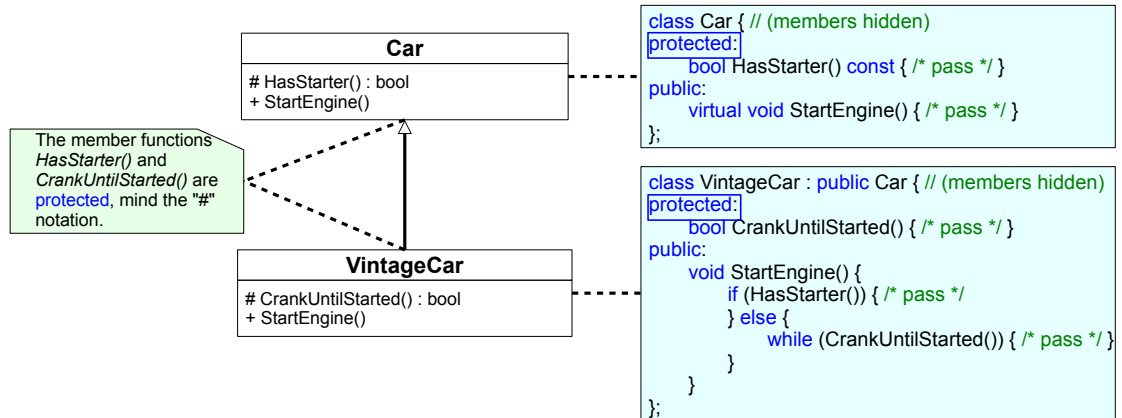 Car
# HasStarter() : bool
+ StartEngine()
The member functions
HasStarter() and
CrankUntilStarted() are
protected, mind the "#"
notation.
VintageCar
# CrankUntilStarted() : bool
+ StartEngine()
class Car { // (members hidden)
protected:
bool HasStarter() const { /* pass */ }
public:
virtual void StartEngine() { /* pass */ }
};
class VintageCar : public Car { // (members hidden)
protected:
bool CrankUntilStarted() { /* pass */ }
public:
void StartEngine() {
if (HasStarter()) { /* pass */
} else {
while (CrankUntilStarted()) { /* pass */ }
}
}
};